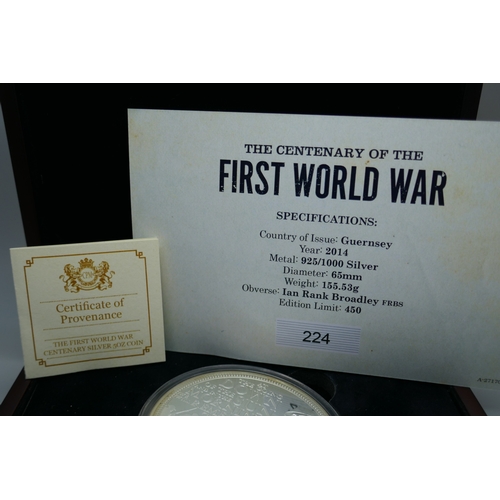 THE CENTENARY OF THE
FIRST WORLD WAR
SPECIFICATIONS:
Country of Issue: Guernsey
Year: 2014
Metal: 925/1000 Silver
Diameter: 65mm
Weight: 155.53g
Obverse: Ian Rank Broadley FRBS
Edition Limit: 450
224
Certificate of
Provenance
THE FIRST WORLD WAR
CENTENARY SILVER 5OZ COIN